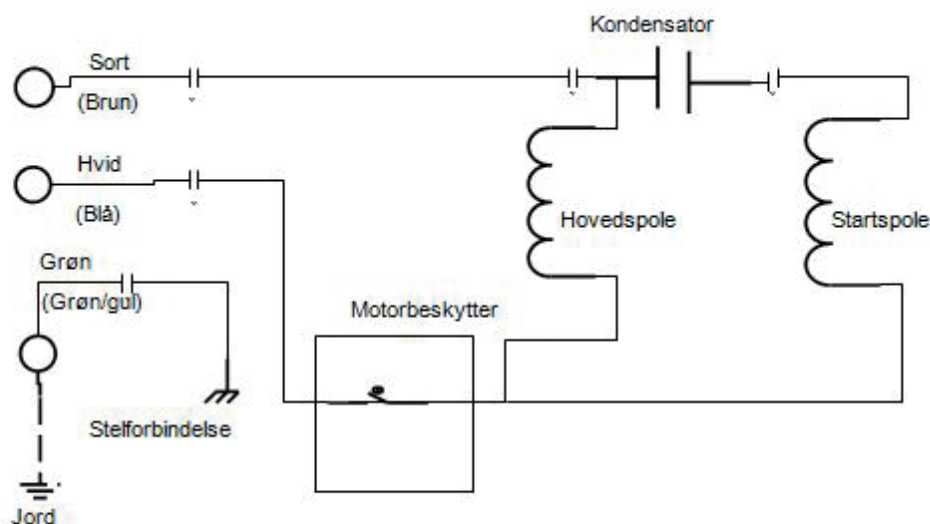 Kondensator
Sort
(Brun)
Hvid
(Blå)
Hovedspole
Startspole
Grøn
(Grøn/gul)
Motorbeskytter
Stelforbindelse
Jord